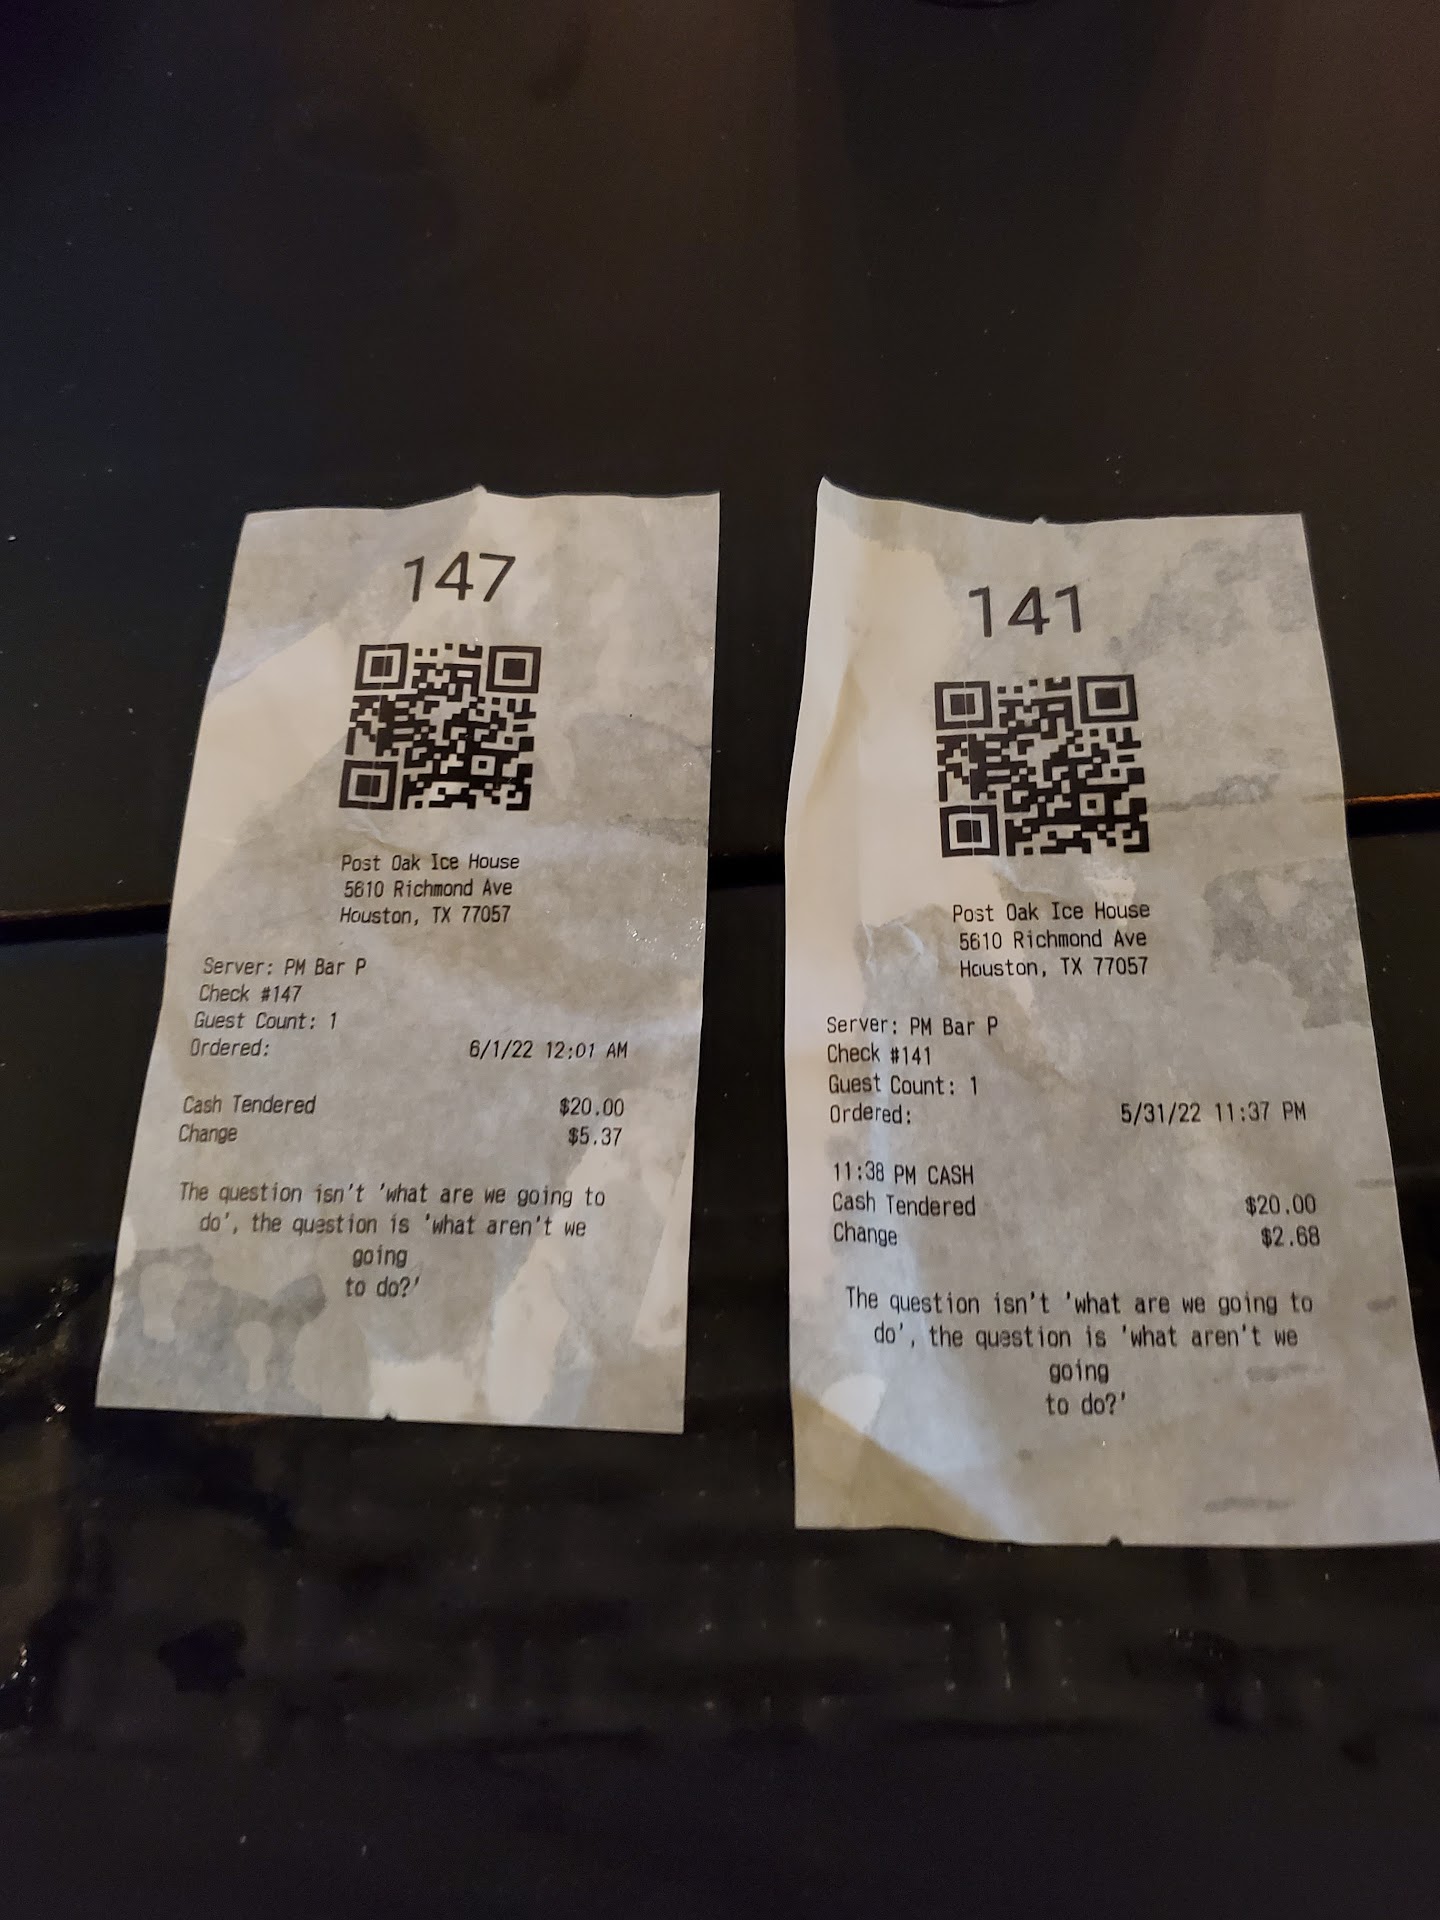 147
Post Oak Ice House
5610 Richmond Ave
Houston, TX 77057
Server: PM Bar P
Check #147
Guest Count: 1
Ordered: 6/1/22 12:01 AM
Cash Tendered $20.00
Change $5.37
The question isn't 'what are we going to
do', the question is 'what aren't we
going
to do?'
141
Post Oak Ice House
5610 Richmond Ave
Houston, TX 77057
Server: PM Bar P
Check #141
Guest Count: 1
Ordered: 5/31/22 11:37 PM
11:38 PM CASH
Cash Tendered $20.00
Change $2.68
The question isn't 'what are we going to
do', the question is 'what aren't we
going
to do?'